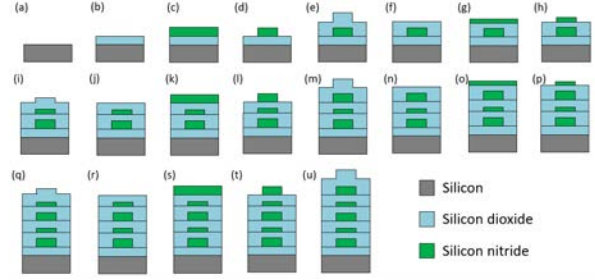 (a) (b) (c) (d) (e) (f) (g) (h)
(i) (j) (k) (l) (m) (n) (o) (p)
(q) (r) (s) (t) (u)
Silicon
Silicon dioxide
Silicon nitride